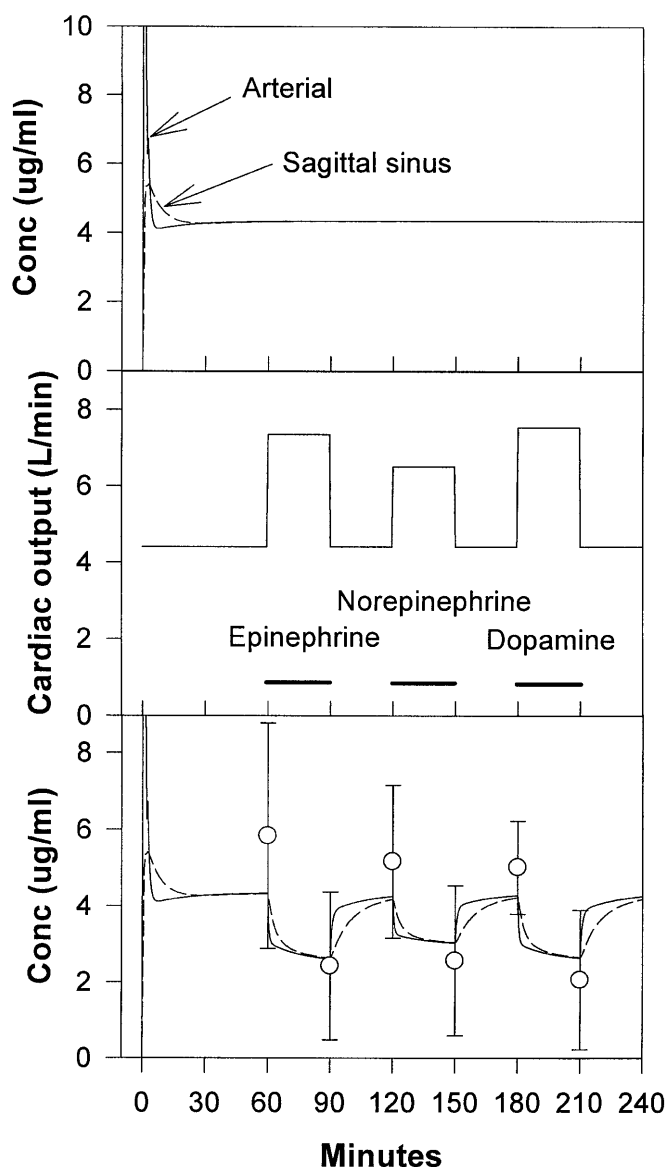 10
8
6
4
2
0
Conc (ug/ml)
Arterial
Sagittal sinus
8
6
4
2
0
Cardiac output (L/min)
Norepinephrine
Epinephrine
Dopamine
8
6
4
2
0
Conc (ug/ml)
0 30 60 90 120 150 180 210 240
Minutes